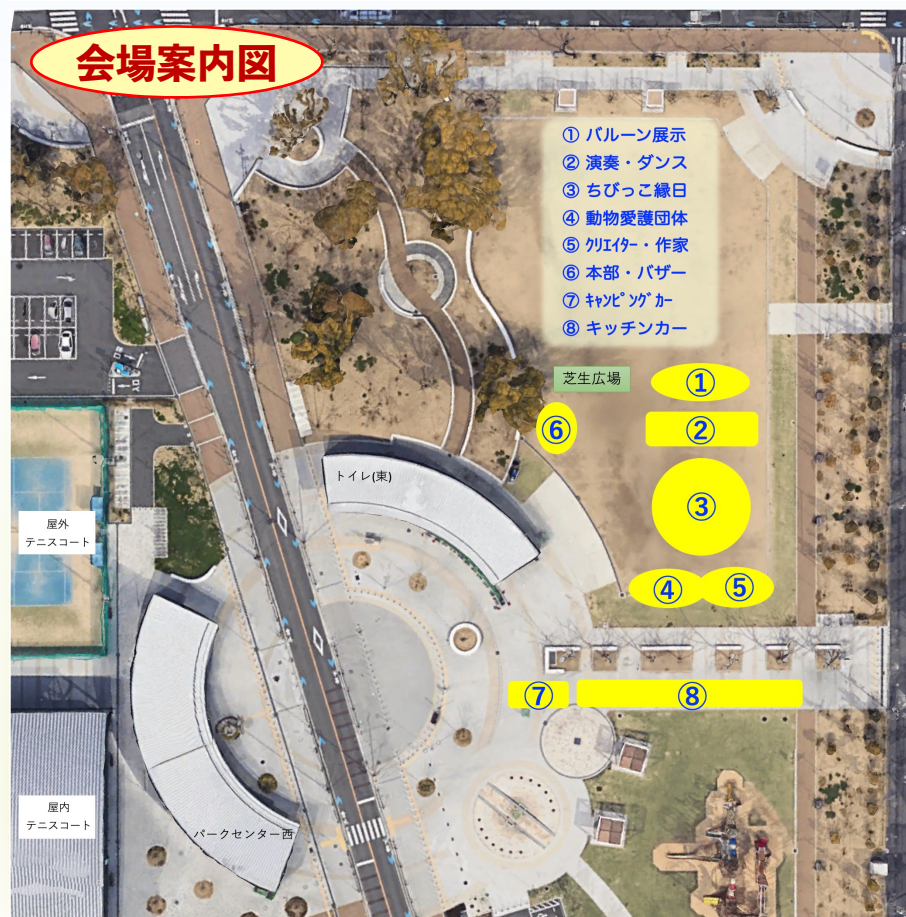 会場案内図
① バルーン展示
② 演奏・ダンス
③ ちびっこ縁日
④ 動物愛護団体
⑤ ｸﾘｴｲﾀｰ・作家
⑥ 本部・バザー
⑦ ｷｬﾝﾋﾟﾝｸﾞｶｰ
⑧ キッチンカー
芝生広場
①
⑥
②
トイレ(東)
③
屋外
テニスコート
④
⑤
⑦
⑧
屋内
テニスコート
パークセンター西